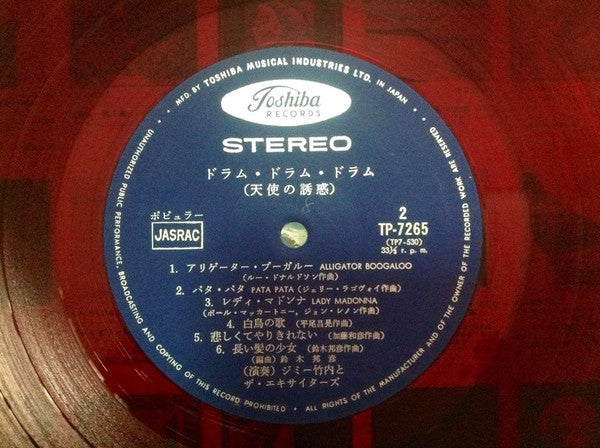 MFD. BY TOSHIBA MUSICAL INDUSTRIES LTD. IN JAPAN
Toshiba
RECORDS
STEREO
ドラム・ドラム・ドラム
(天使の誘惑)
ポピュラー
JASRAC
2
TP-7265
(TP7-530)
33⅓ r. p. m.
1. アリゲーター・ブーガルー ALLIGATOR BOOGALOO
(ルー・ドナルドソン作曲)
2. パタ・パタ PATA PATA (ジェリー・ラゴヴォイ作曲)
3. レディ・マドンナ LADY MADONNA
(ポール・マッカートニー, ジョン・レノン作曲)
4. 白鳥の歌 (平尾昌晃作曲)
5. 悲しくてやりきれない (加藤和彦作曲)
6. 長い髪の少女 (鈴木邦彦作曲)
(編曲) 鈴木邦彦
(演奏) ジミー竹内と
ザ・エキサイターズ
UNAUTHORIZED PUBLIC PERFORMANCE, BROADCASTING AND COPYING OF THIS RECORD PROHIBITED • ALL RIGHTS OF THE MANUFACTURER AND OF THE OWNER OF THE RECORDED WORK ARE RESERVED